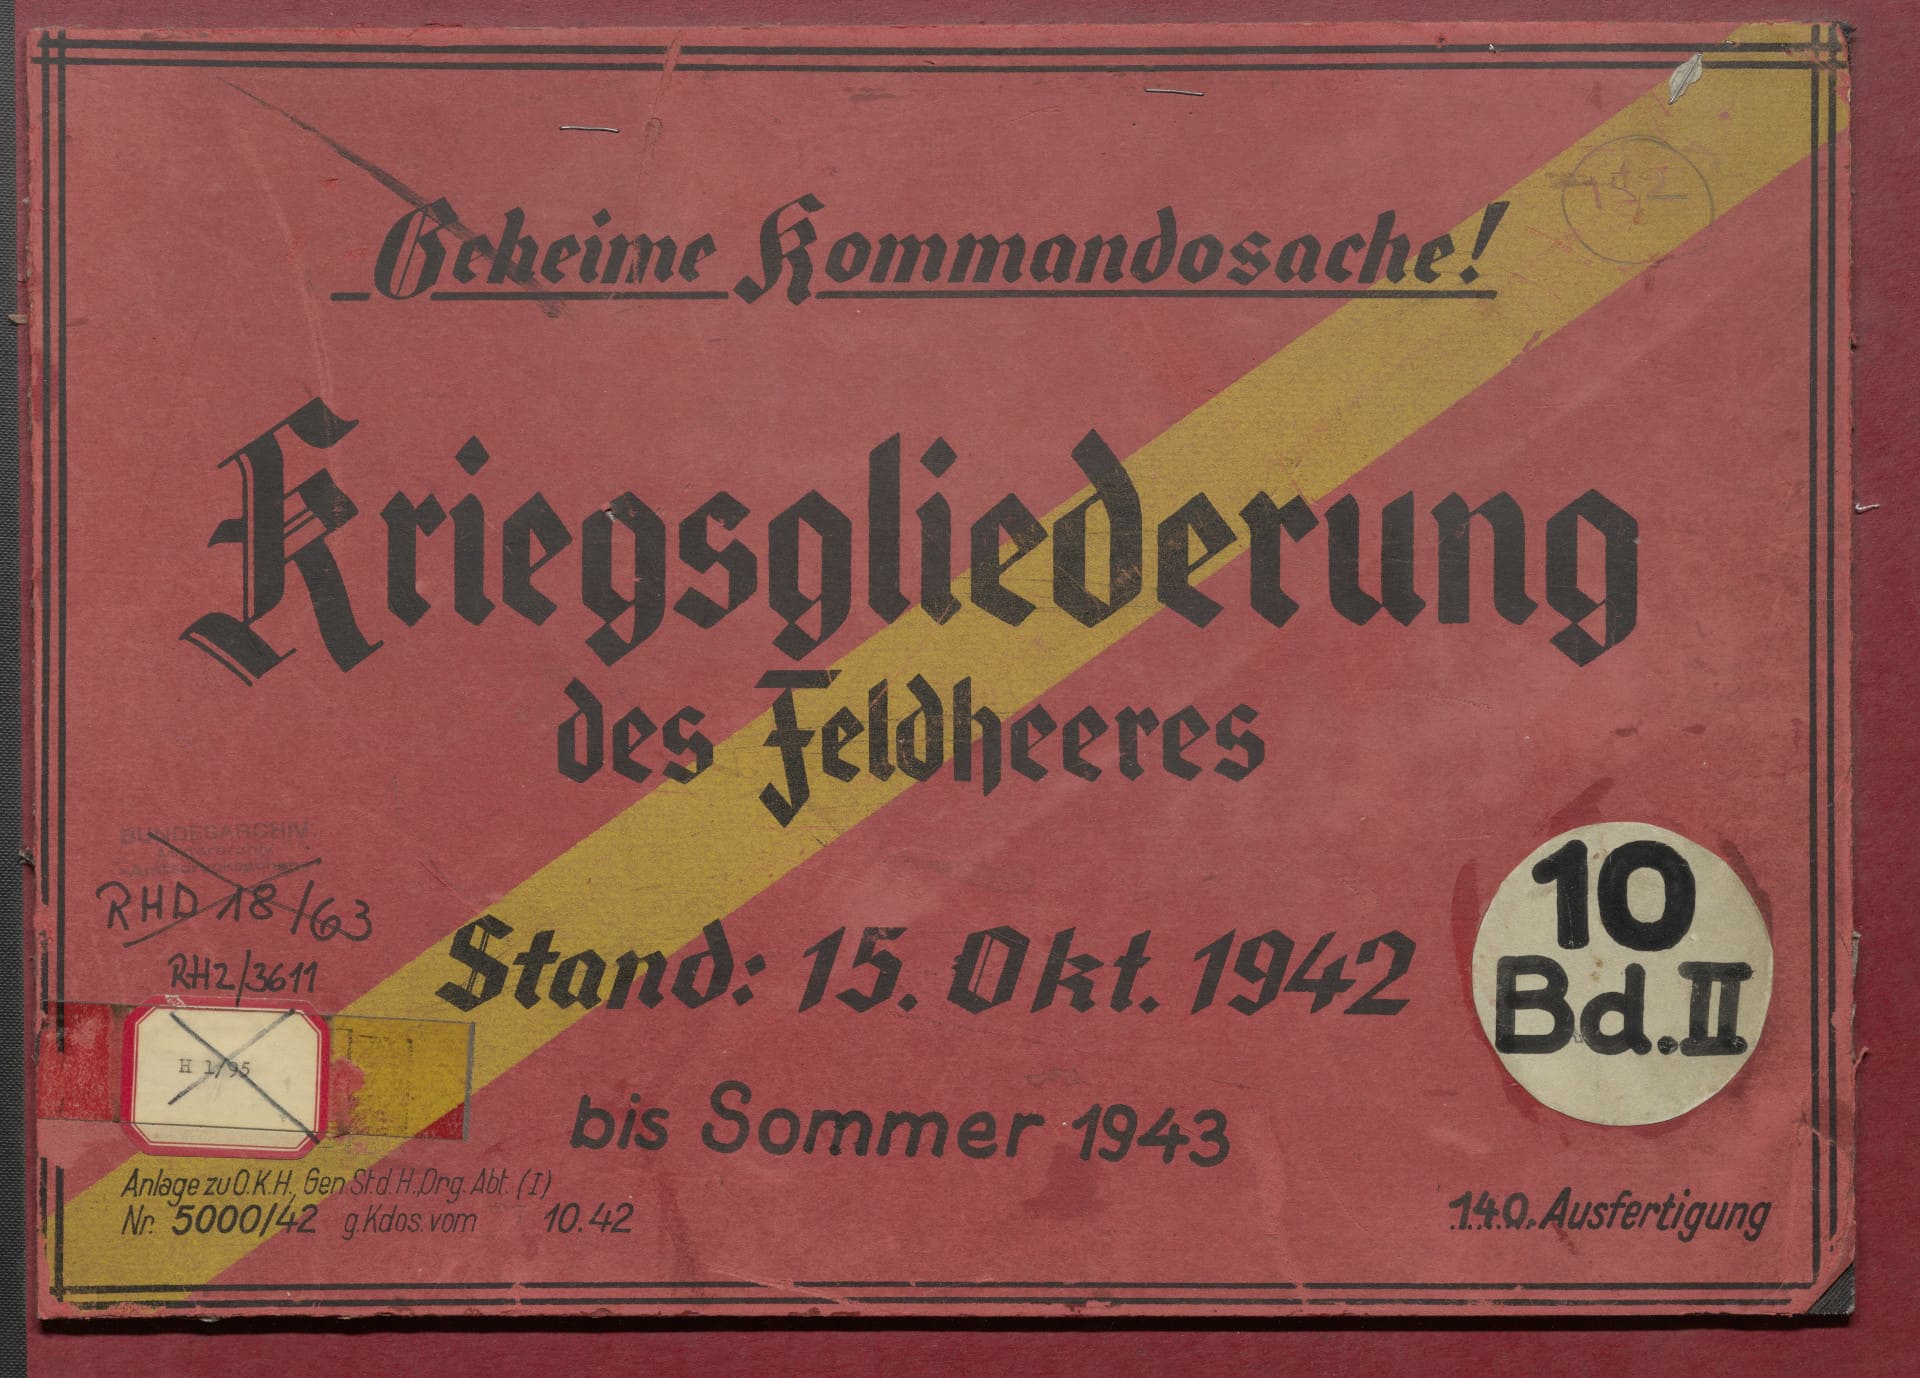 Geheime Kommandosache!
Kriegsgliederung
des Feldheeres
Stand: 15. Okt. 1942
bis Sommer 1943
10
Bd. II
BUNDESARCHIV
RHD 18/63
RH2/3611
H 1/95
Anlage zu O.K.H., Gen St.d.H., Org. Abt. (I)
Nr. 5000/42 g.Kdos. vom 10.42
140. Ausfertigung